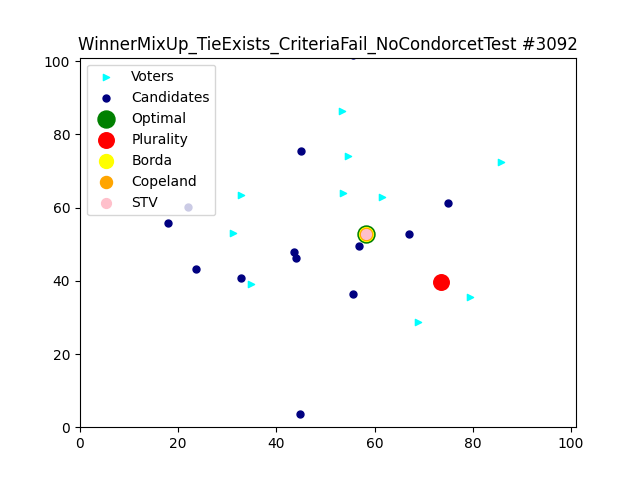 WinnerMixUp_TieExists_CriteriaFail_NoCondorcetTest #3092
100
80
60
40
20
0
0 20 40 60 80 100
Voters
Candidates
Optimal
Plurality
Borda
Copeland
STV